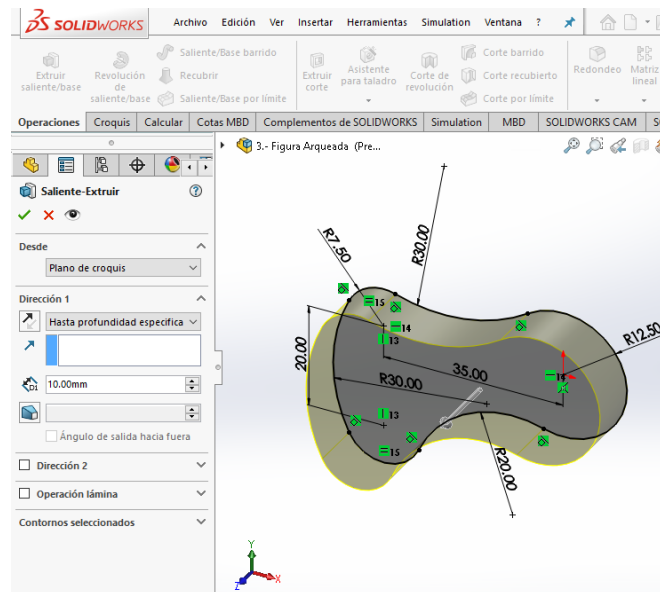 SOLIDWORKS
Archivo Edición Ver Insertar Herramientas Simulation Ventana ?
Extruir saliente/base
Revolución de saliente/base
Saliente/Base barrido
Recubrir
Saliente/Base por límite
Extruir corte
Asistente para taladro
Corte de revolución
Corte barrido
Corte recubierto
Corte por límite
Redondeo
Matriz lineal
Operaciones Croquis Calcular Cotas MBD Complementos de SOLIDWORKS Simulation MBD SOLIDWORKS CAM
3.- Figura Arqueada (Pre...
Saliente-Extruir
Desde
Plano de croquis
Dirección 1
Hasta profundidad especifica
D1
10.00mm
Ángulo de salida hacia fuera
Dirección 2
Operación lámina
Contornos seleccionados
R7.50
R30.00
R12.50
15
14
13
20.00
35.00
R30.00
14
13
15
R20.00
Y
Z
X